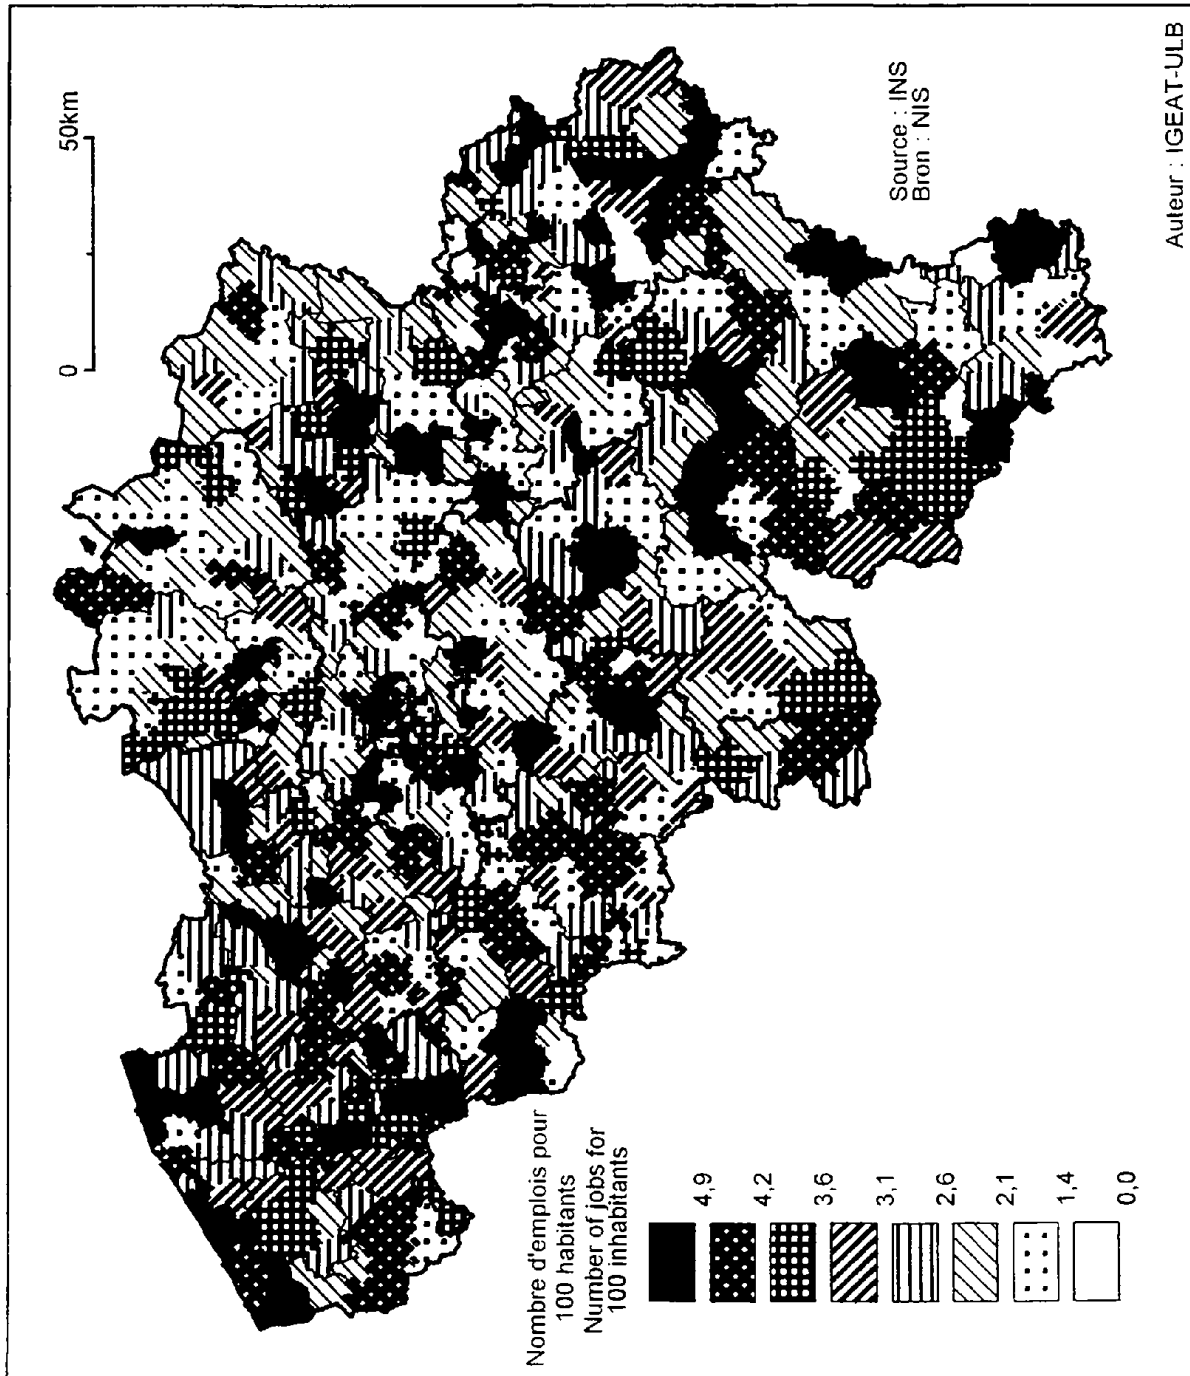 Nombre d'emplois pour
100 habitants
Number of jobs for
100 inhabitants
4,9
4,2
3,6
3,1
2,6
2,1
1,4
0,0
0
50km
Source : INS
Bron : NIS
Auteur : IGEAT-ULB